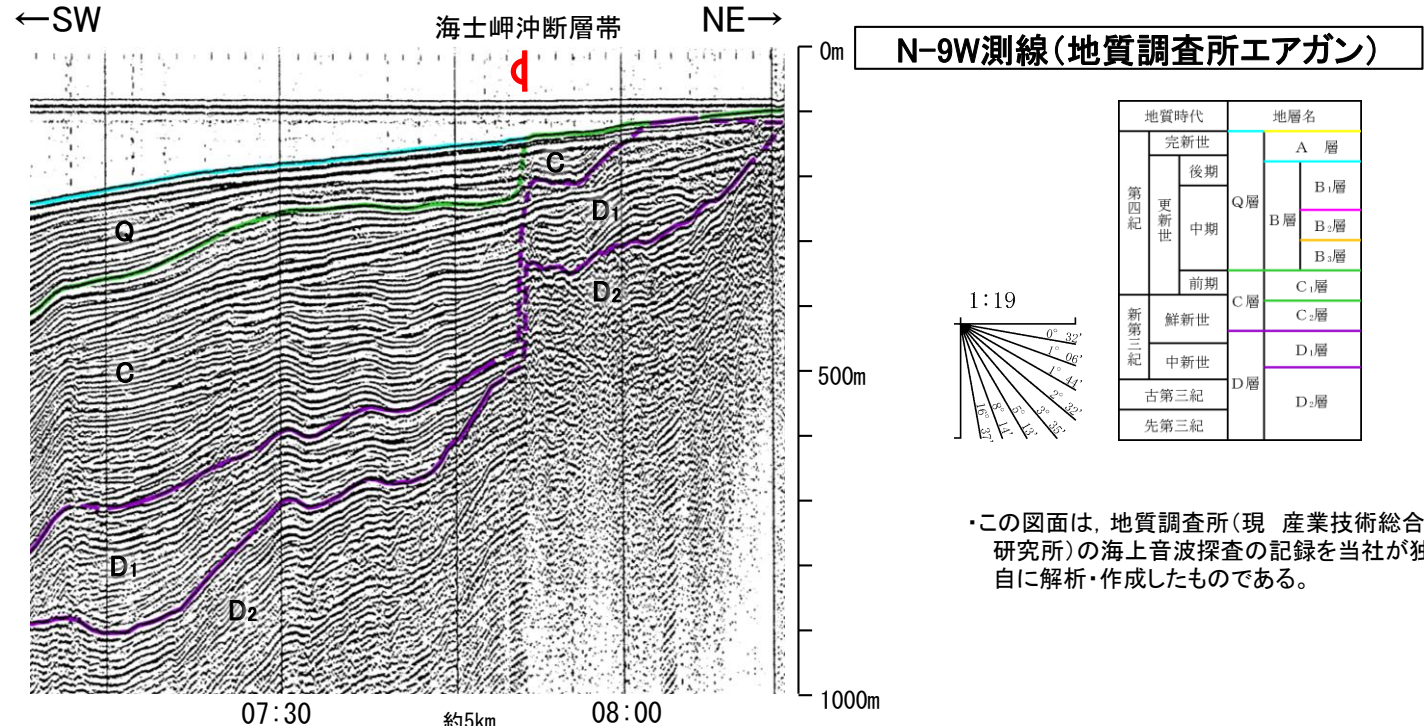 ←SW
海士岬沖断層帯
NE→
0m
500m
1000m
Q
C
C
D₁
D₂
D₁
D₂
07:30
約5km
08:00
N-9W測線(地質調査所エアガン)
1:19
0° 32′
1° 06′
1° 44′
2° 32′
3° 35′
5° 13′
8° 14′
16° 37′
地質時代 地層名
第四紀
完新世
更新世
後期
中期
前期
新第三紀
鮮新世
中新世
古第三紀
先第三紀
Q層
C層
D層
A 層
B層
B₁層
B₂層
B₃層
C₁層
C₂層
D₁層
D₂層
・この図面は，地質調査所(現 産業技術総合
研究所)の海上音波探査の記録を当社が独
自に解析・作成したものである。